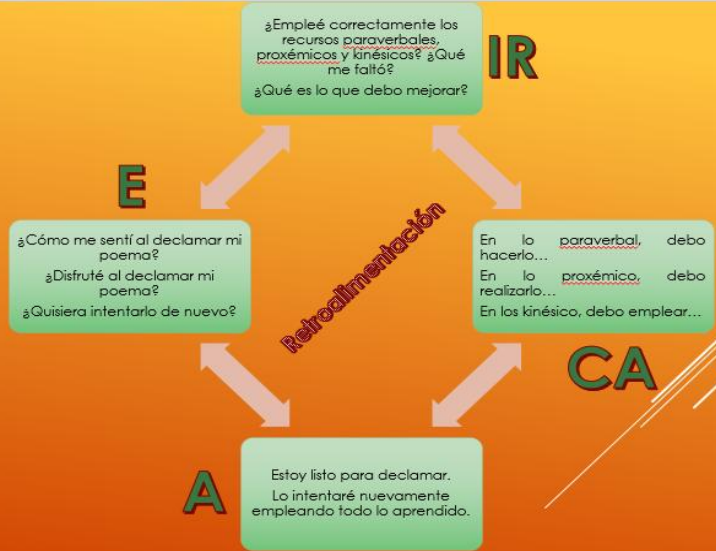 ¿Empleé correctamente los
recursos paraverbales,
proxémicos y kinésicos? ¿Qué
me faltó?
¿Qué es lo que debo mejorar?
IR
E
¿Cómo me sentí al declamar mi
poema?
¿Disfruté al declamar mi
poema?
¿Quisiera intentarlo de nuevo?
Retroalimentación
En lo paraverbal, debo
hacerlo...
En lo proxémico, debo
realizarlo...
En los kinésico, debo emplear...
CA
A
Estoy listo para declamar.
Lo intentaré nuevamente
empleando todo lo aprendido.